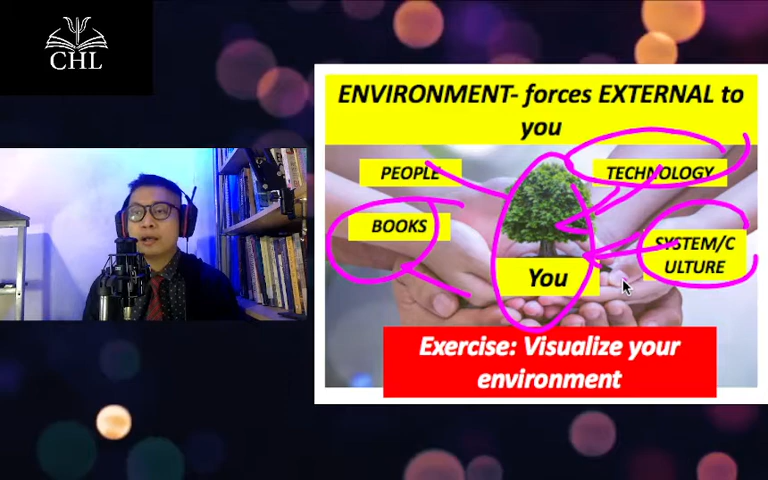 CHL
ENVIRONMENT- forces EXTERNAL to
you
PEOPLE
TECHNOLOGY
BOOKS
SYSTEM/C
ULTURE
You
Exercise: Visualize your
environment